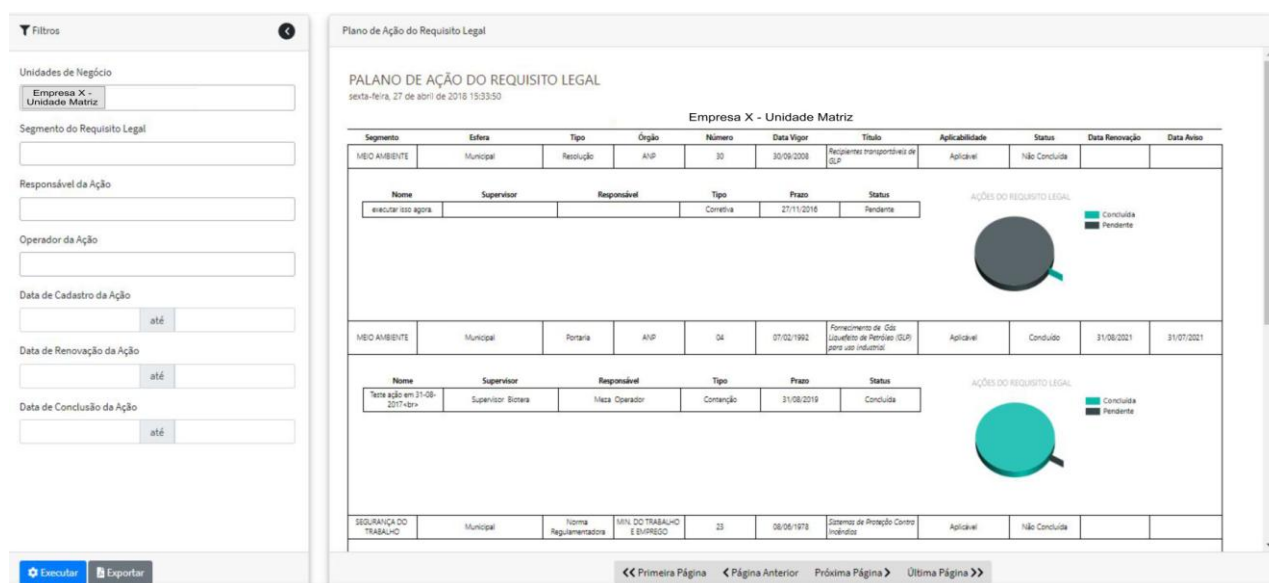 Filtros
Unidades de Negócio
Empresa X -
Unidade Matriz
Segmento do Requisito Legal
Responsável da Ação
Operador da Ação
Data de Cadastro da Ação
até
Data de Renovação da Ação
até
Data de Conclusão da Ação
até
Executar Exportar
Plano de Ação do Requisito Legal
PALANO DE AÇÃO DO REQUISITO LEGAL
sexta-feira, 27 de abril de 2018 15:33:50
Empresa X - Unidade Matriz
Segmento Esfera Tipo Órgão Número Data Vigor Título Aplicabilidade Status Data Renovação Data Aviso
MEIO AMBIENTE Municipal Resolução ANP 30 30/09/2008 Recipientes transportáveis de GLP Aplicável Não Concluída
Nome Supervisor Responsável Tipo Prazo Status
executar isso agora. Corretiva 27/11/2016 Pendente
AÇÕES DO REQUISITO LEGAL
Concluída
Pendente
MEIO AMBIENTE Municipal Portaria ANP 04 07/02/1992 Fornecimento de Gás Liquefeito de Petróleo (GLP) para uso industrial Aplicável Concluído 31/08/2021 31/07/2021
Nome Supervisor Responsável Tipo Prazo Status
Teste ação em 31-08-2017<br> Supervisor Biotera Meza Operador Contenção 31/08/2019 Concluída
AÇÕES DO REQUISITO LEGAL
Concluída
Pendente
SEGURANÇA DO TRABALHO Municipal Norma Regulamentadora MIN. DO TRABALHO E EMPREGO 23 08/06/1978 Sistemas de Proteção Contra Incêndios Aplicável Não Concluída
Primeira Página Página Anterior Próxima Página Última Página